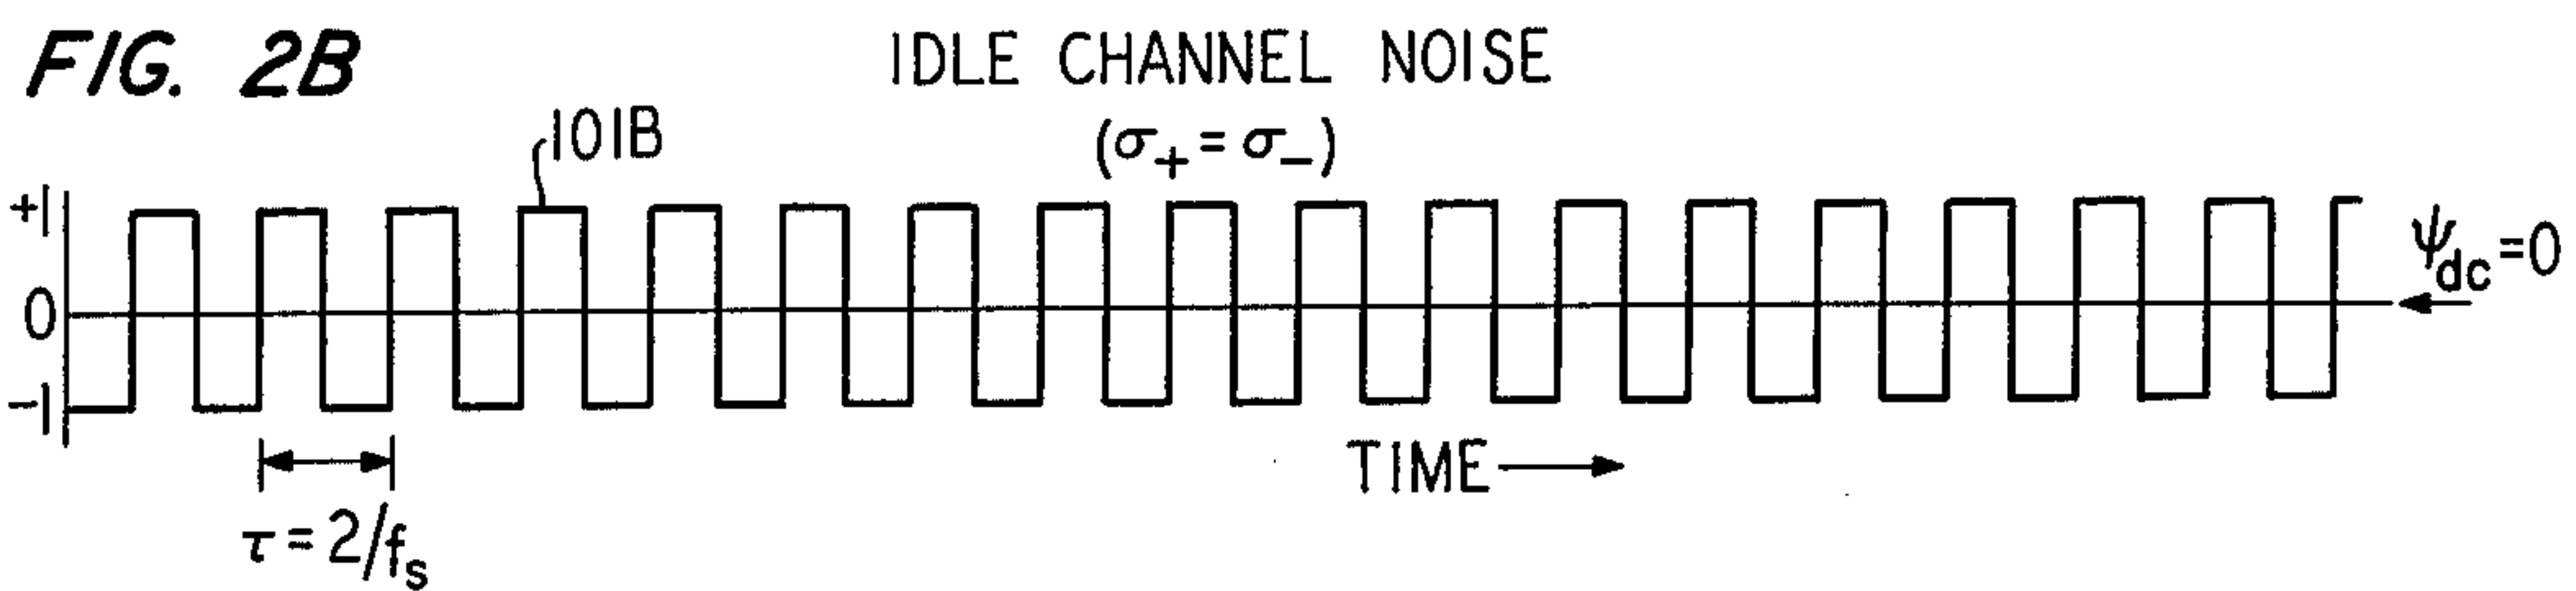 FIG. 2B
IDLE CHANNEL NOISE
(σ₊ = σ₋)
101B
+1
0
-1
ψdc=0
TIME
τ=2/fs